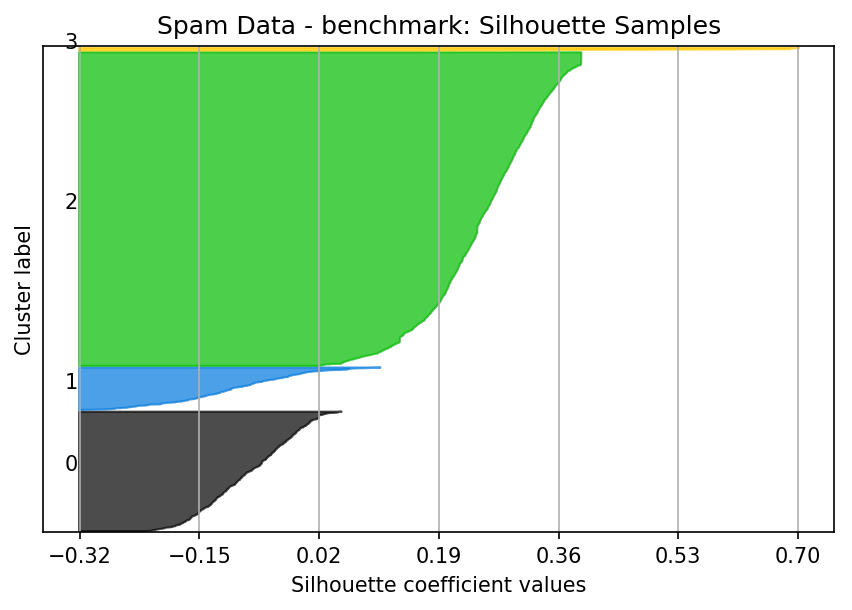 Spam Data - benchmark: Silhouette Samples
3
2
1
0
Cluster label
−0.32 −0.15 0.02 0.19 0.36 0.53 0.70
Silhouette coefficient values